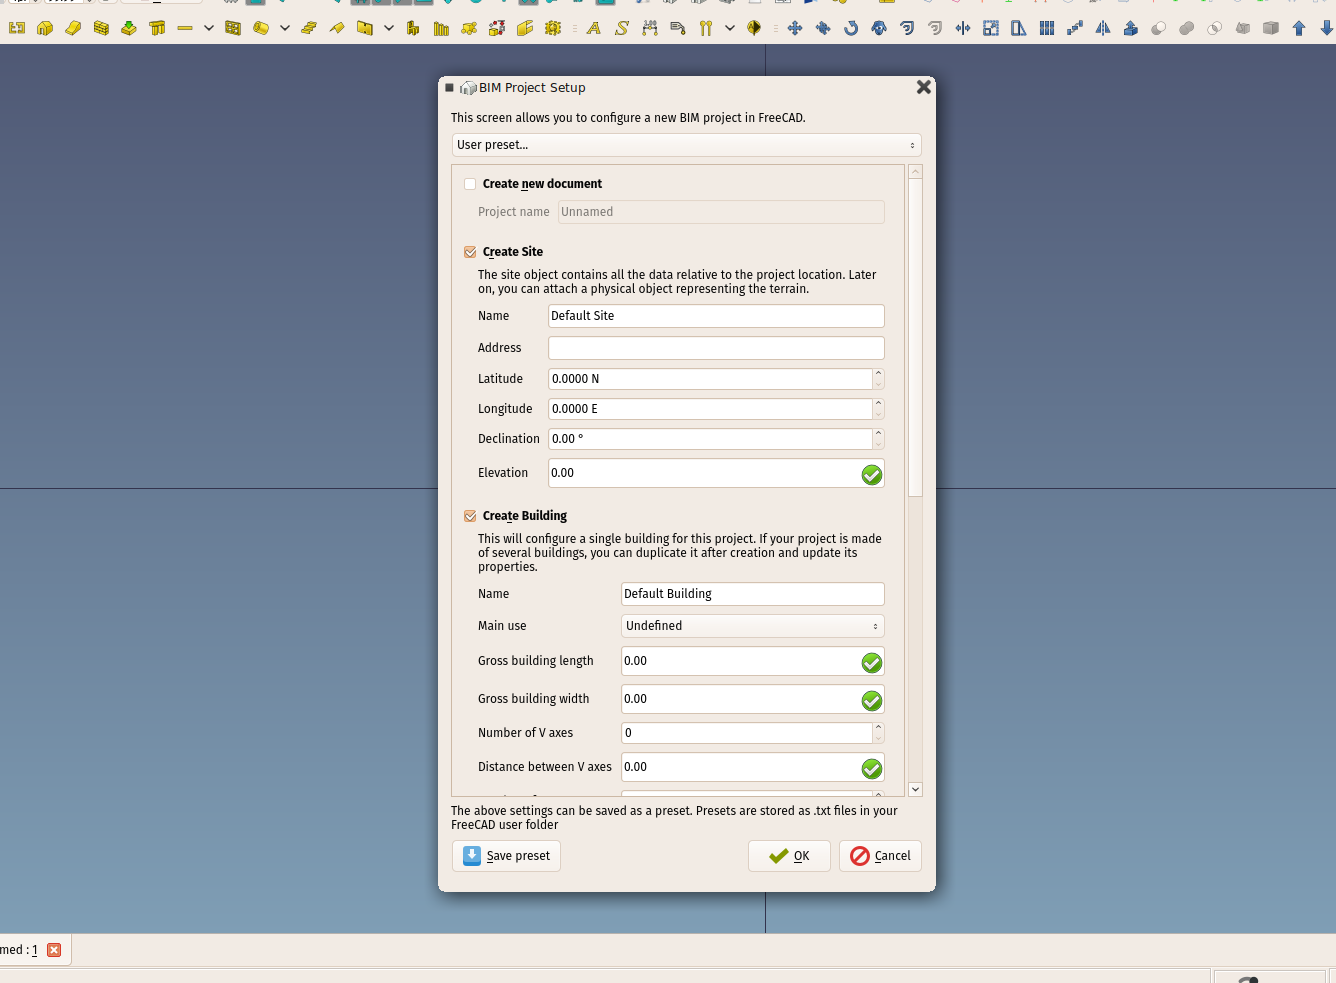 BIM Project Setup
This screen allows you to configure a new BIM project in FreeCAD.
User preset...
Create new document
Project name Unnamed
Create Site
The site object contains all the data relative to the project location. Later
on, you can attach a physical object representing the terrain.
Name Default Site
Address
Latitude 0.0000 N
Longitude 0.0000 E
Declination 0.00 °
Elevation 0.00
Create Building
This will configure a single building for this project. If your project is made
of several buildings, you can duplicate it after creation and update its
properties.
Name Default Building
Main use Undefined
Gross building length 0.00
Gross building width 0.00
Number of V axes 0
Distance between V axes 0.00
The above settings can be saved as a preset. Presets are stored as .txt files in your
FreeCAD user folder
Save preset OK Cancel
med : 1